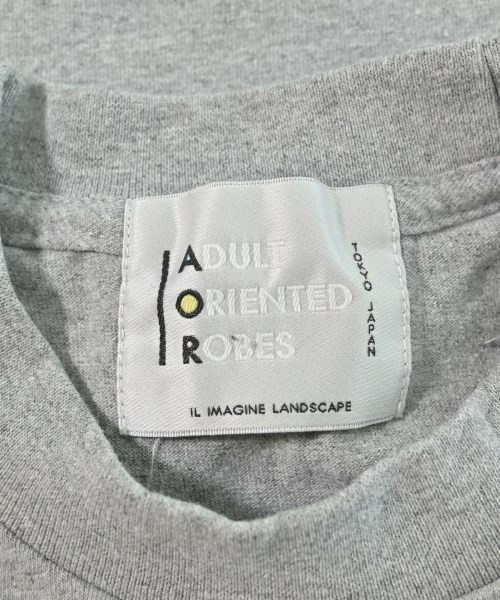 ADULT
ORIENTED
ROBES
TOKYO JAPAN
IL IMAGINE LANDSCAPE